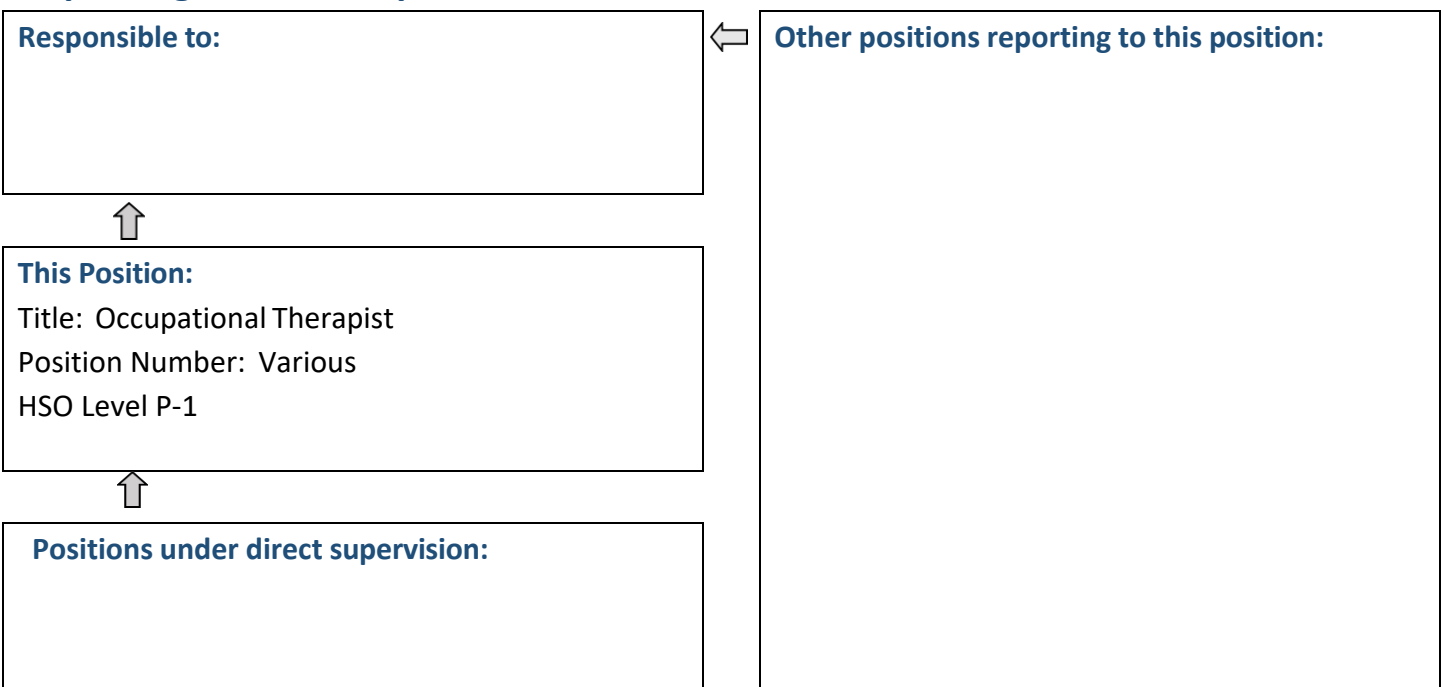 Responsible to:
Other positions reporting to this position:
This Position:
Title: Occupational Therapist
Position Number: Various
HSO Level P-1
Positions under direct supervision: